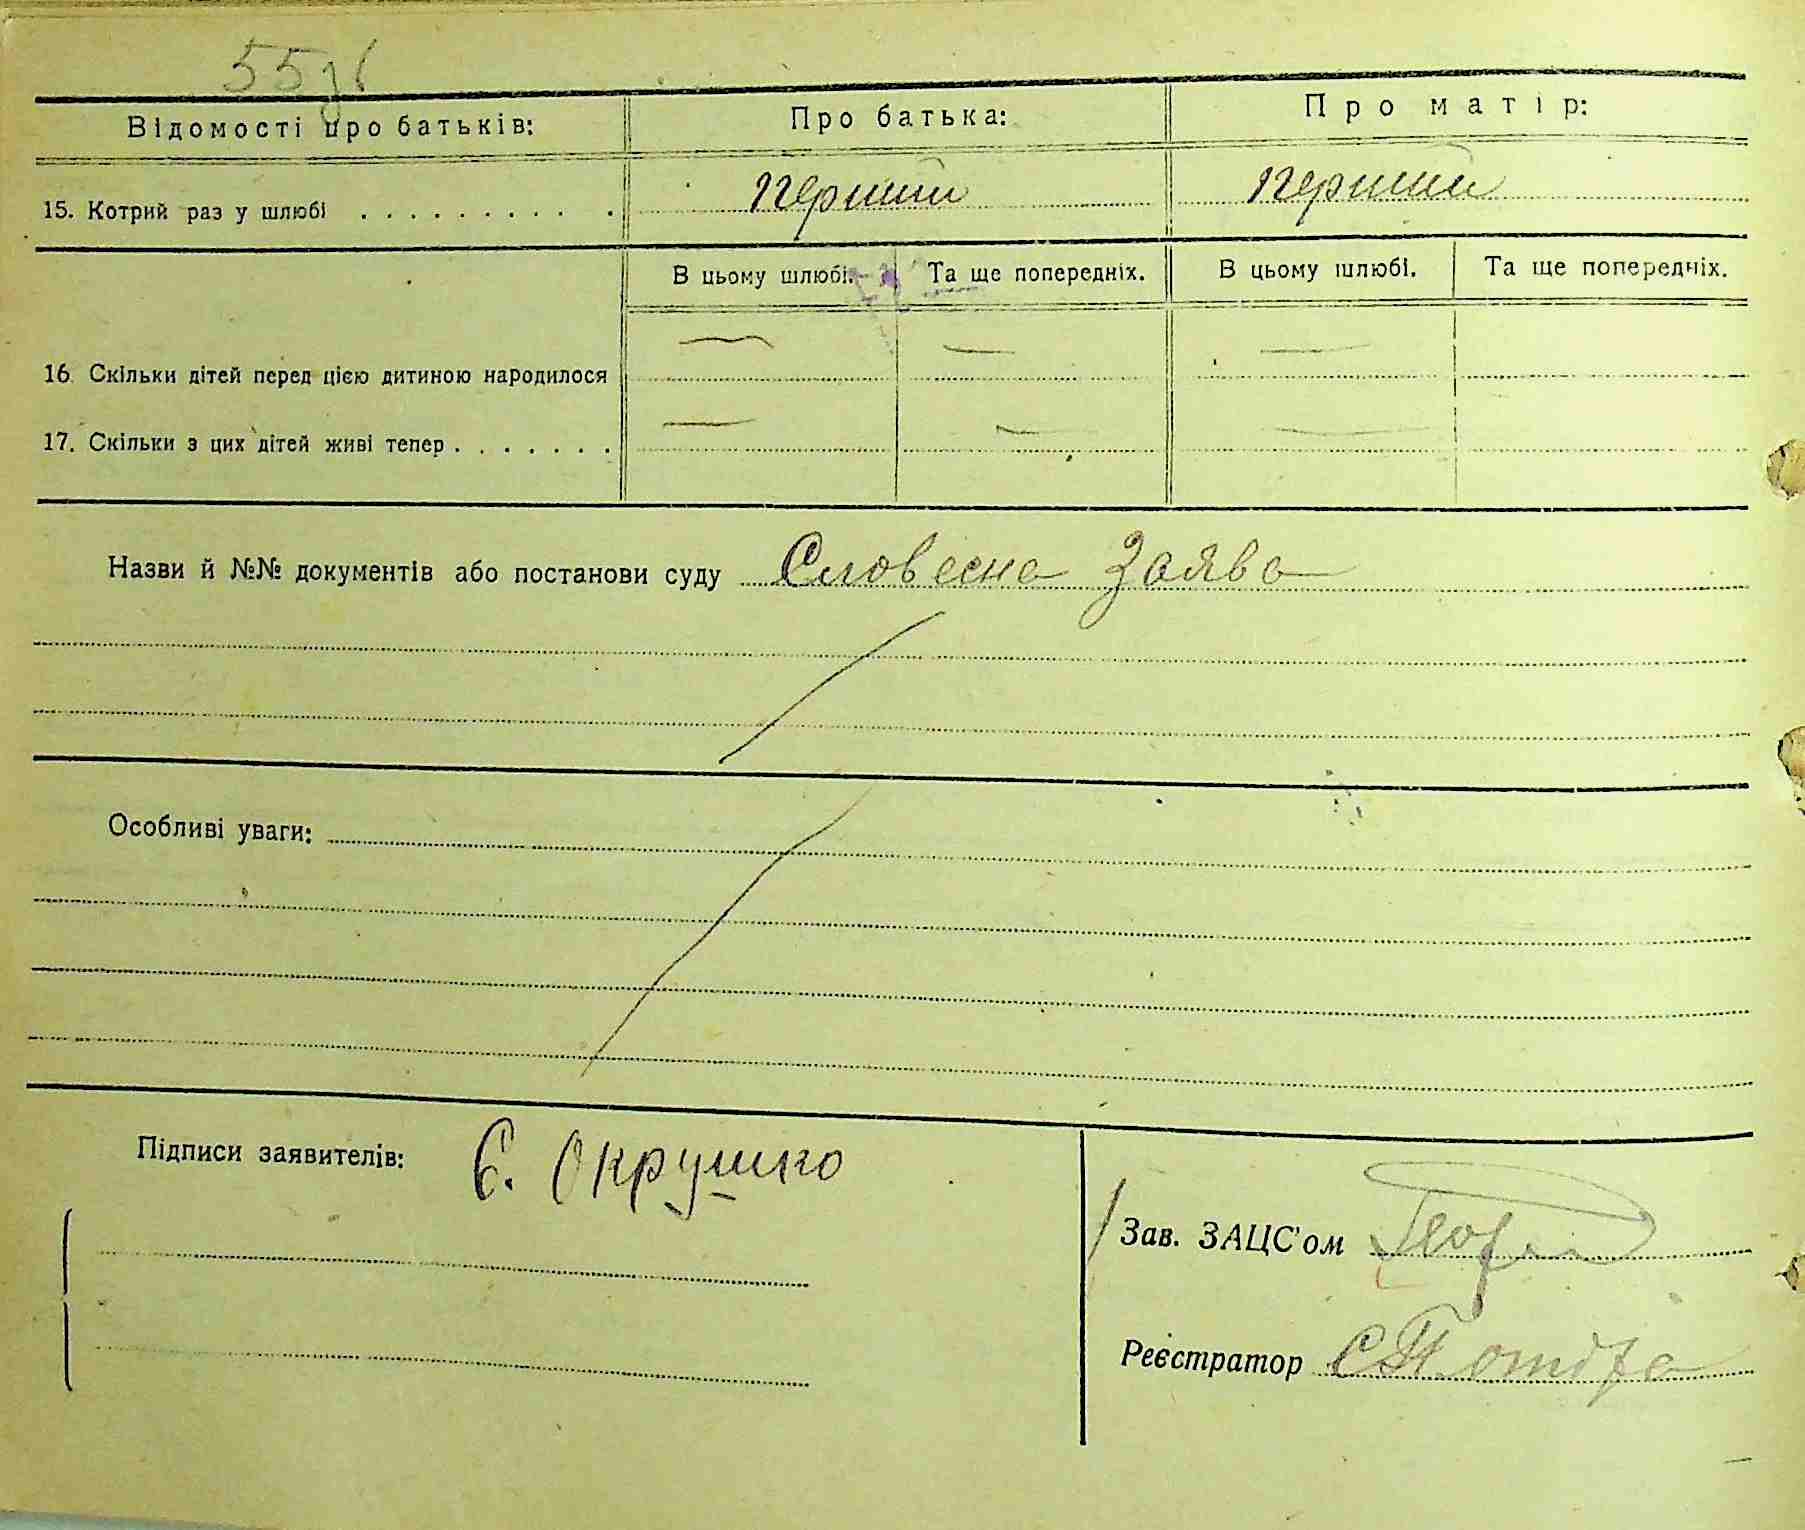 55зв
Відомості про батьків: Про батька: Про матір:
15. Котрий раз у шлюбі . . . . . . . . . . перший перший
В цьому шлюбі. Та ще попередніх. В цьому шлюбі. Та ще попередніх.
16. Скільки дітей перед цією дитиною народилося — — —
17. Скільки з цих дітей живі тепер . . . . . . . — — —
Назви й №№ документів або постанови суду Словесна Заява
Особливі уваги:
Підписи заявителів: Є. Окрушко
Зав. ЗАЦС'ом
Реєстратор